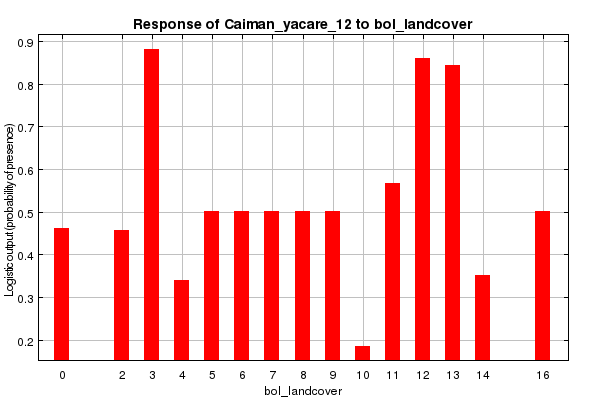 Response of Caiman_yacare_12 to bol_landcover
Logistic output (probability of presence)
0.9
0.8
0.7
0.6
0.5
0.4
0.3
0.2
0 2 3 4 5 6 7 8 9 10 11 12 13 14 16
bol_landcover